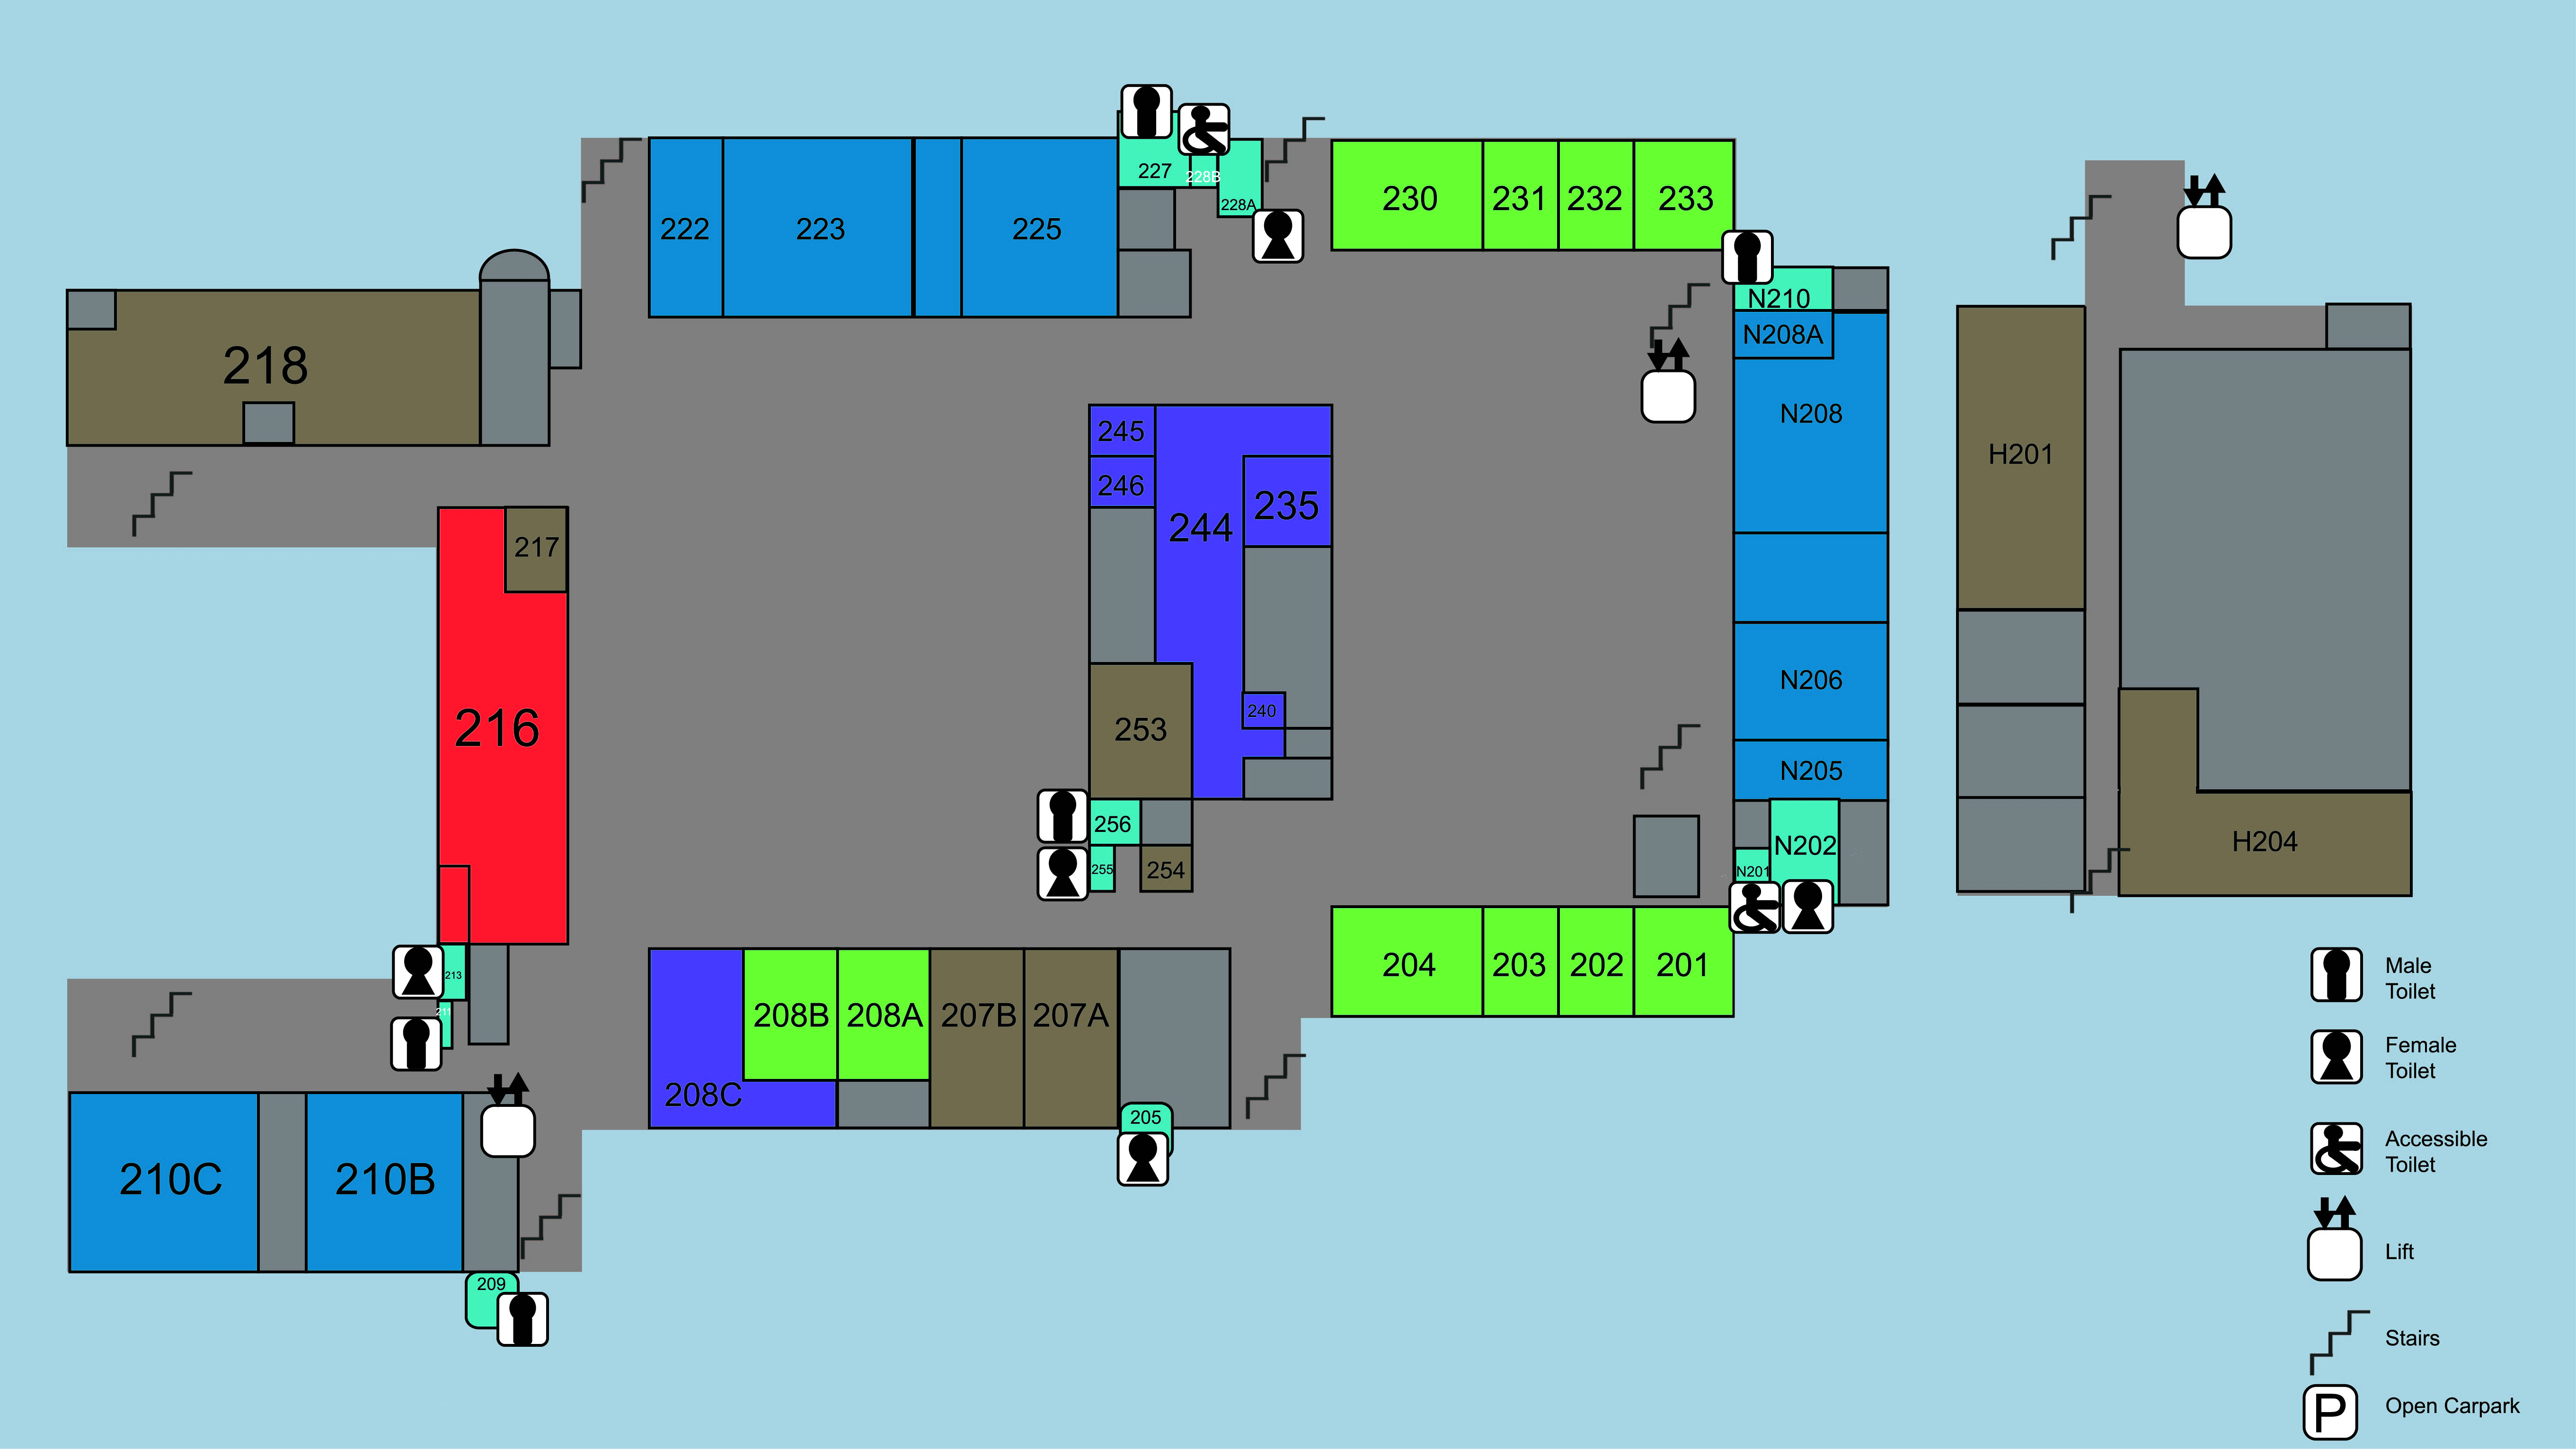 227
228B
228A
222
223
225
230
231
232
233
N210
N208A
218
N208
245
246
235
244
H201
217
216
253
240
N206
N205
256
255
254
N202
N201
H204
204
203
202
201
213
211
208B
208A
207B
207A
208C
205
210C
210B
209
Male
Toilet
Female
Toilet
Accessible
Toilet
Lift
Stairs
P
Open Carpark